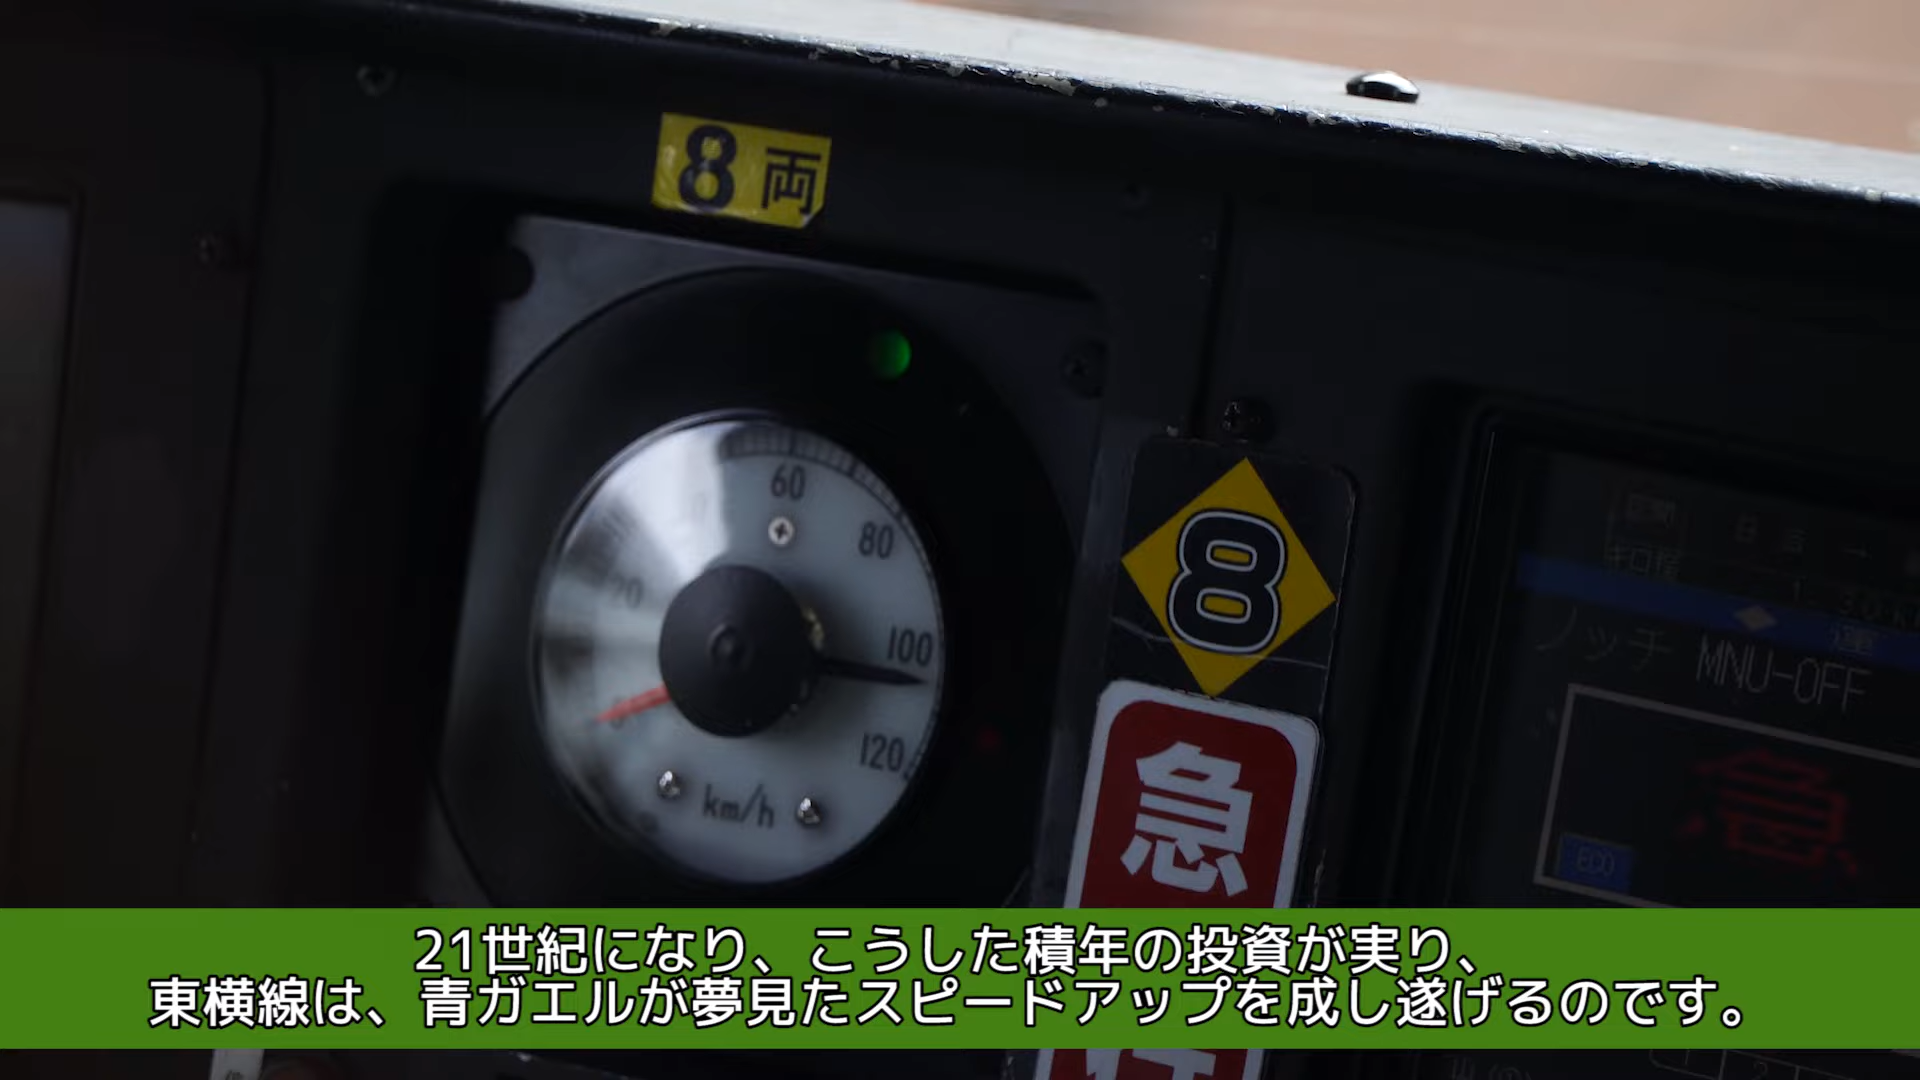 8両
60
80
20
100
120
km/h
8
急
ノッチ MNU-OFF
急
ECO
21世紀になり、こうした積年の投資が実り、
東横線は、青ガエルが夢見たスピードアップを成し遂げるのです。